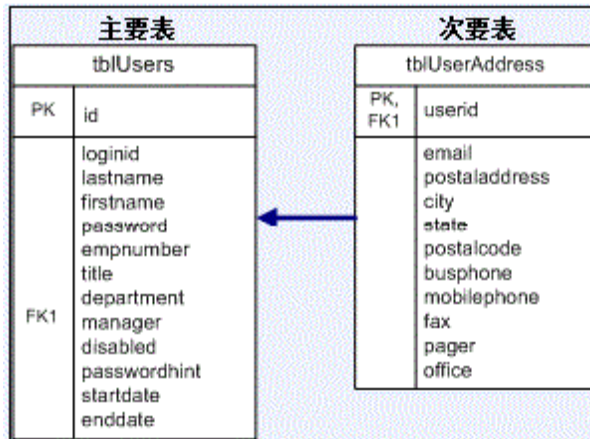 主要表
tblUsers
PK
id
loginid
lastname
firstname
password
empnumber
title
department
FK1
manager
disabled
passwordhint
startdate
enddate
次要表
tblUserAddress
PK,
FK1
userid
email
postaladdress
city
state
postalcode
busphone
mobilephone
fax
pager
office